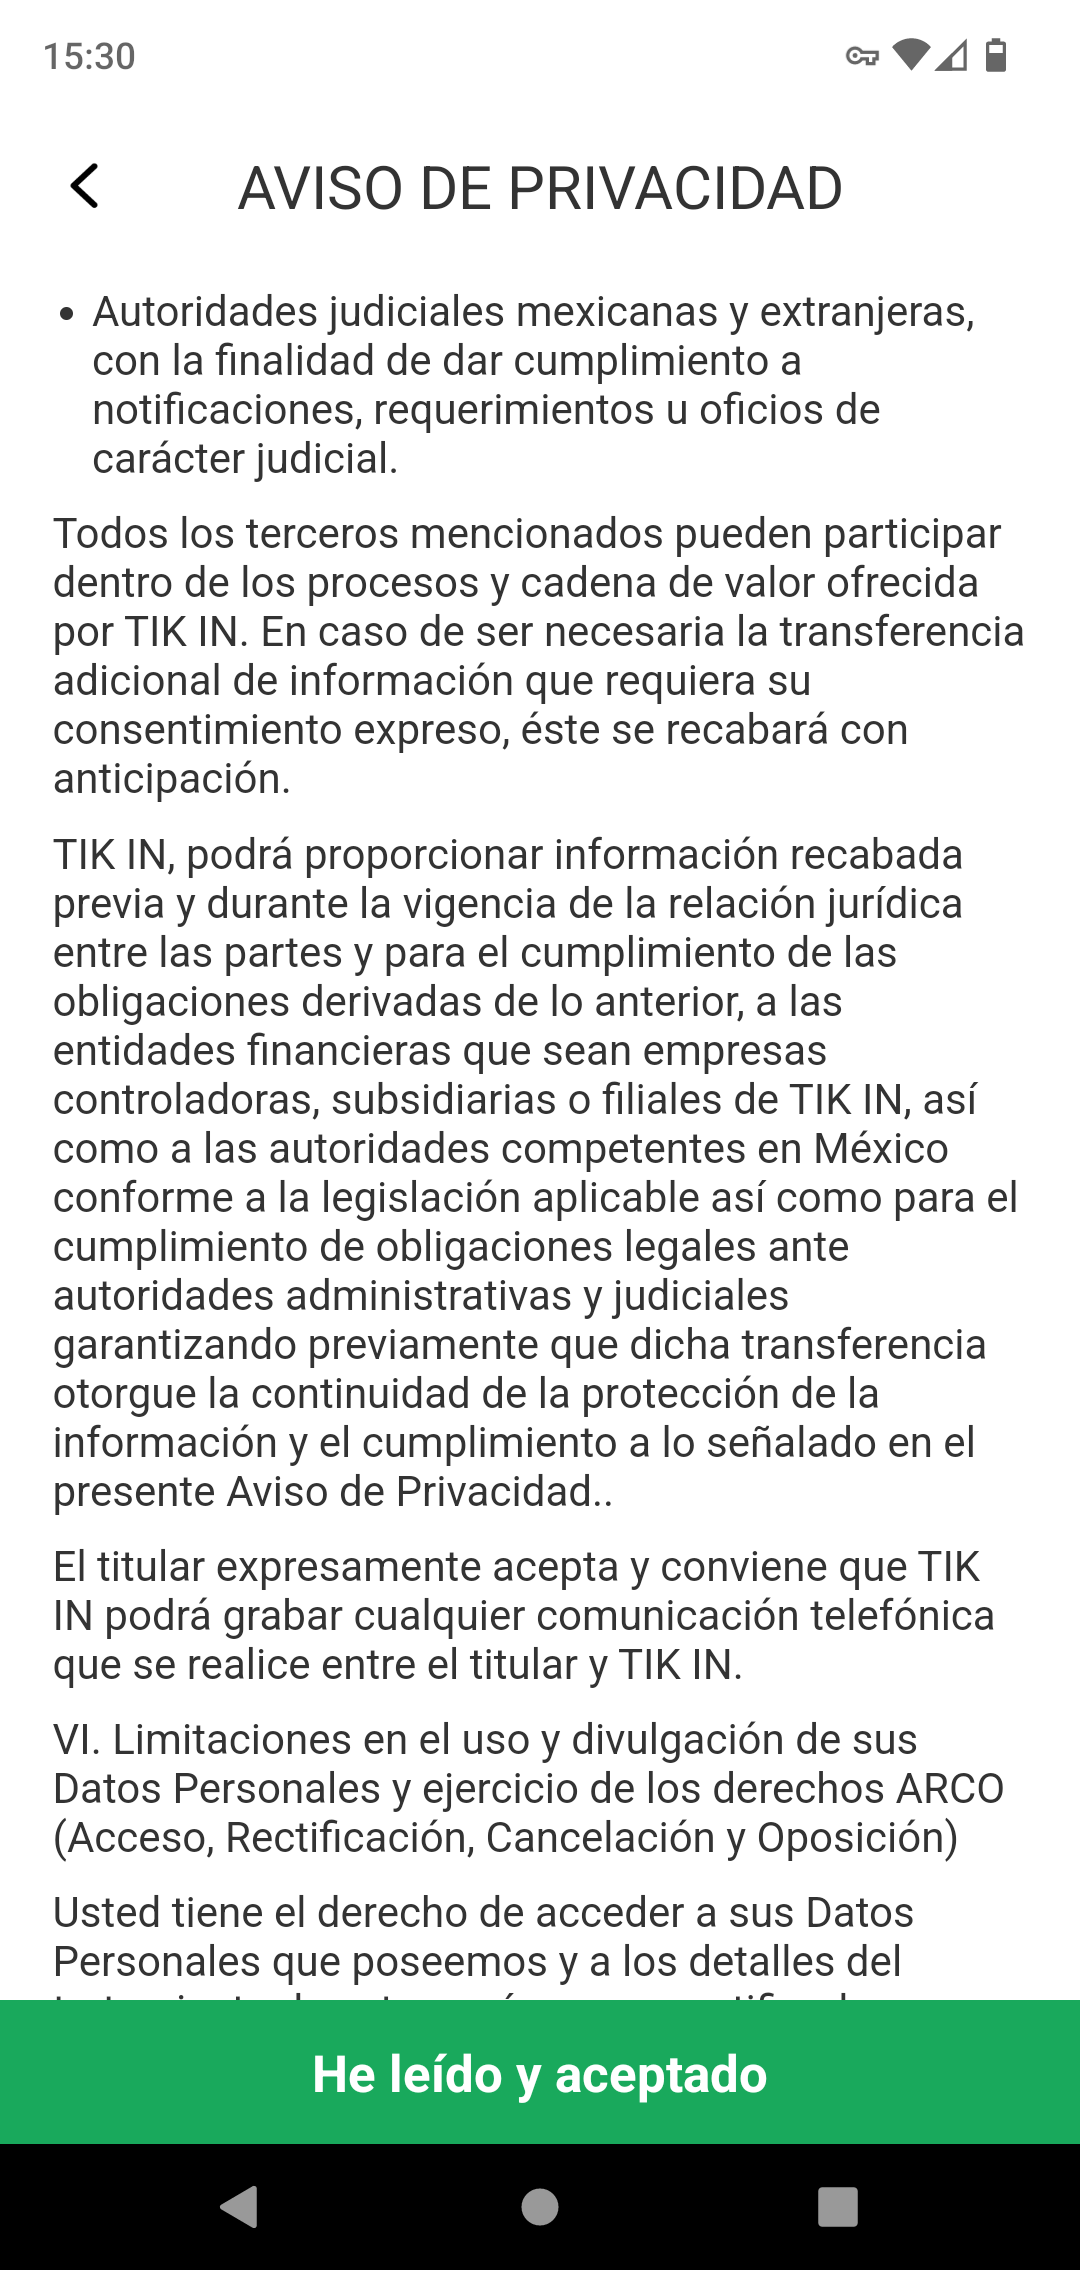 15:30
AVISO DE PRIVACIDAD
• Autoridades judiciales mexicanas y extranjeras,
con la finalidad de dar cumplimiento a
notificaciones, requerimientos u oficios de
carácter judicial.
Todos los terceros mencionados pueden participar
dentro de los procesos y cadena de valor ofrecida
por TIK IN. En caso de ser necesaria la transferencia
adicional de información que requiera su
consentimiento expreso, éste se recabará con
anticipación.
TIK IN, podrá proporcionar información recabada
previa y durante la vigencia de la relación jurídica
entre las partes y para el cumplimiento de las
obligaciones derivadas de lo anterior, a las
entidades financieras que sean empresas
controladoras, subsidiarias o filiales de TIK IN, así
como a las autoridades competentes en México
conforme a la legislación aplicable así como para el
cumplimiento de obligaciones legales ante
autoridades administrativas y judiciales
garantizando previamente que dicha transferencia
otorgue la continuidad de la protección de la
información y el cumplimiento a lo señalado en el
presente Aviso de Privacidad..
El titular expresamente acepta y conviene que TIK
IN podrá grabar cualquier comunicación telefónica
que se realice entre el titular y TIK IN.
VI. Limitaciones en el uso y divulgación de sus
Datos Personales y ejercicio de los derechos ARCO
(Acceso, Rectificación, Cancelación y Oposición)
Usted tiene el derecho de acceder a sus Datos
Personales que poseemos y a los detalles del
He leído y aceptado